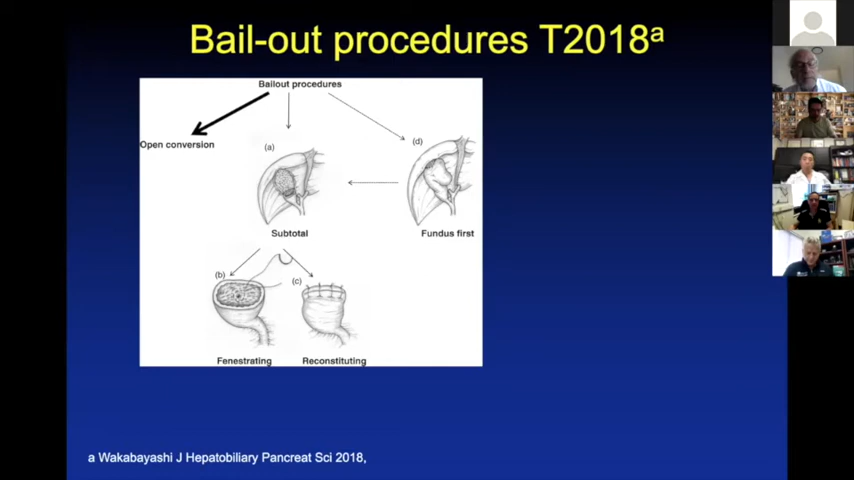 Bail-out procedures T2018a
Bailout procedures
Open conversion
(a)
(d)
Subtotal
Fundus first
(b)
(c)
Fenestrating
Reconstituting
a Wakabayashi J Hepatobiliary Pancreat Sci 2018,